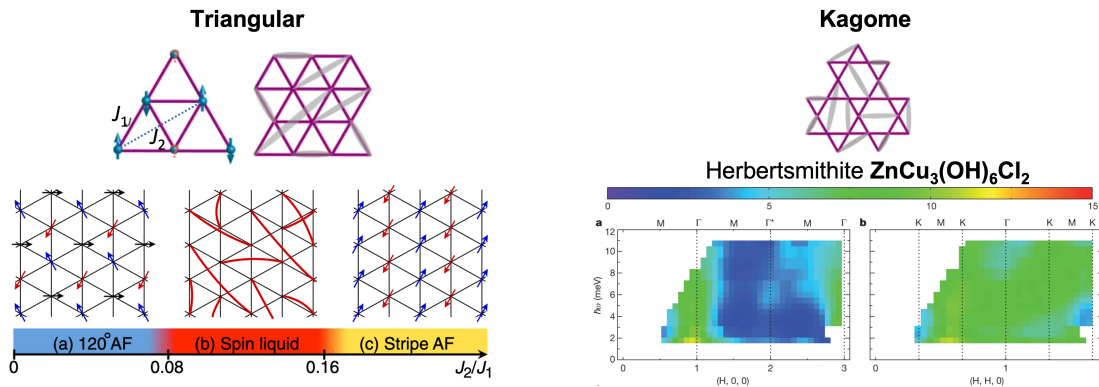 Triangular
J1
J2
(a) 120°AF
(b) Spin liquid
(c) Stripe AF
0
0.08
0.16
J2/J1
Kagome
Herbertsmithite ZnCu3(OH)6Cl2
0
5
10
15
a
M Γ M Γ* M Γ
12
10
8
6
4
2
0
ħω (meV)
0 1 2 3
(H, 0, 0)
b
K M K Γ K M K
0 1
(H, H, 0)